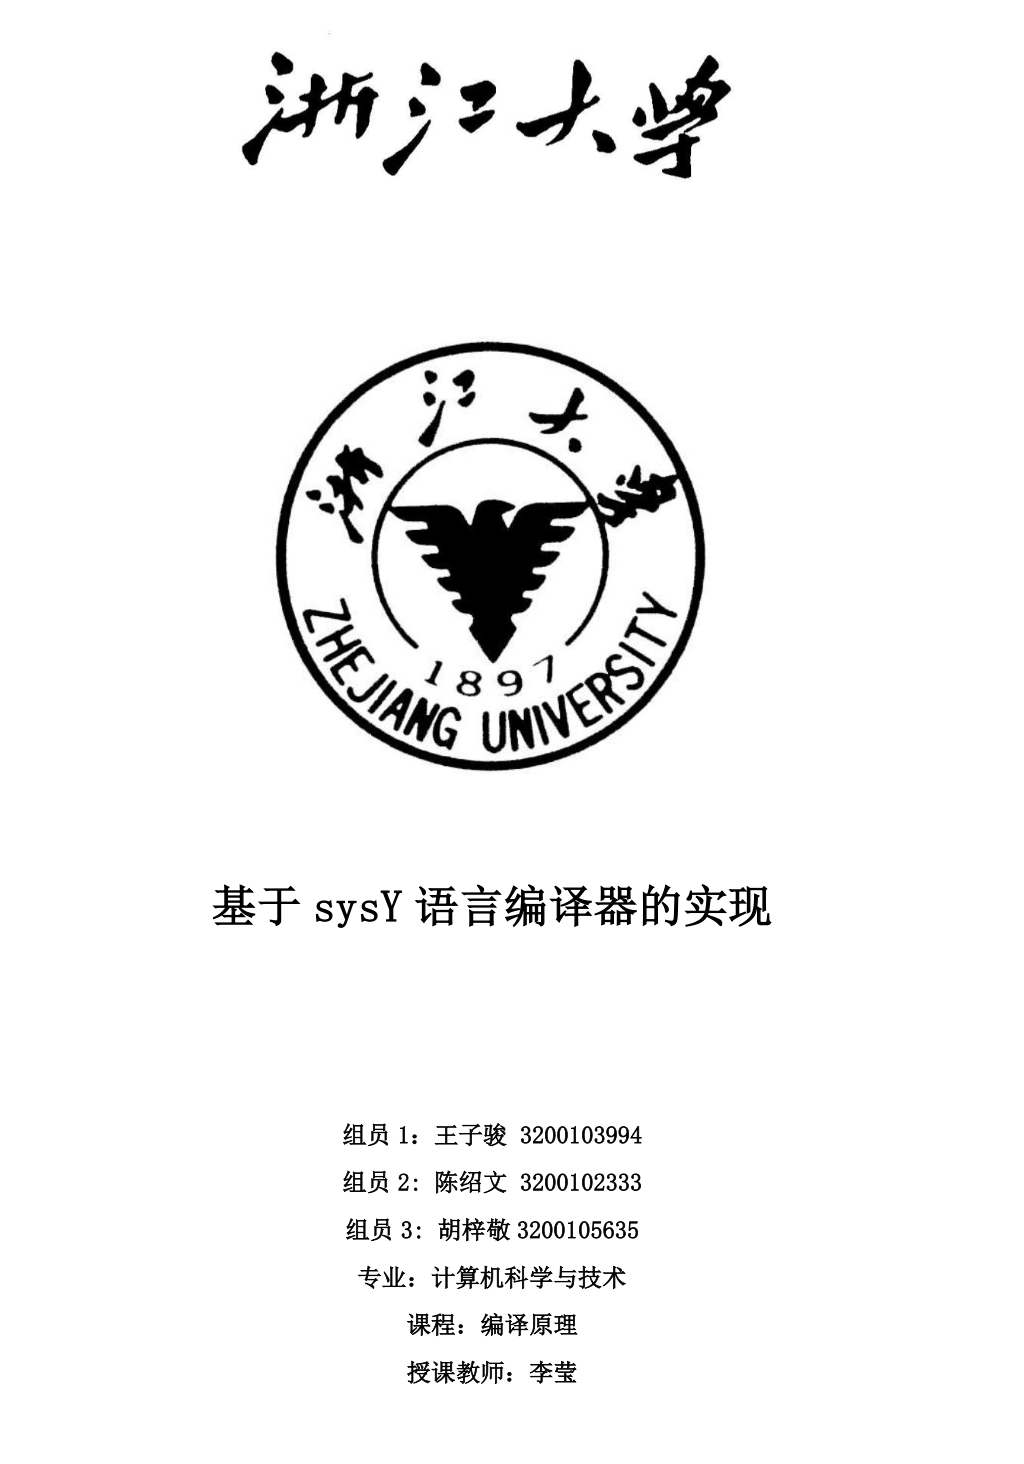 浙江大学
浙江大学
1897
ZHEJIANG UNIVERSITY
基于 sysY 语言编译器的实现
组员 1：王子骏 3200103994
组员 2: 陈绍文 3200102333
组员 3: 胡梓敬 3200105635
专业：计算机科学与技术
课程：编译原理
授课教师：李莹